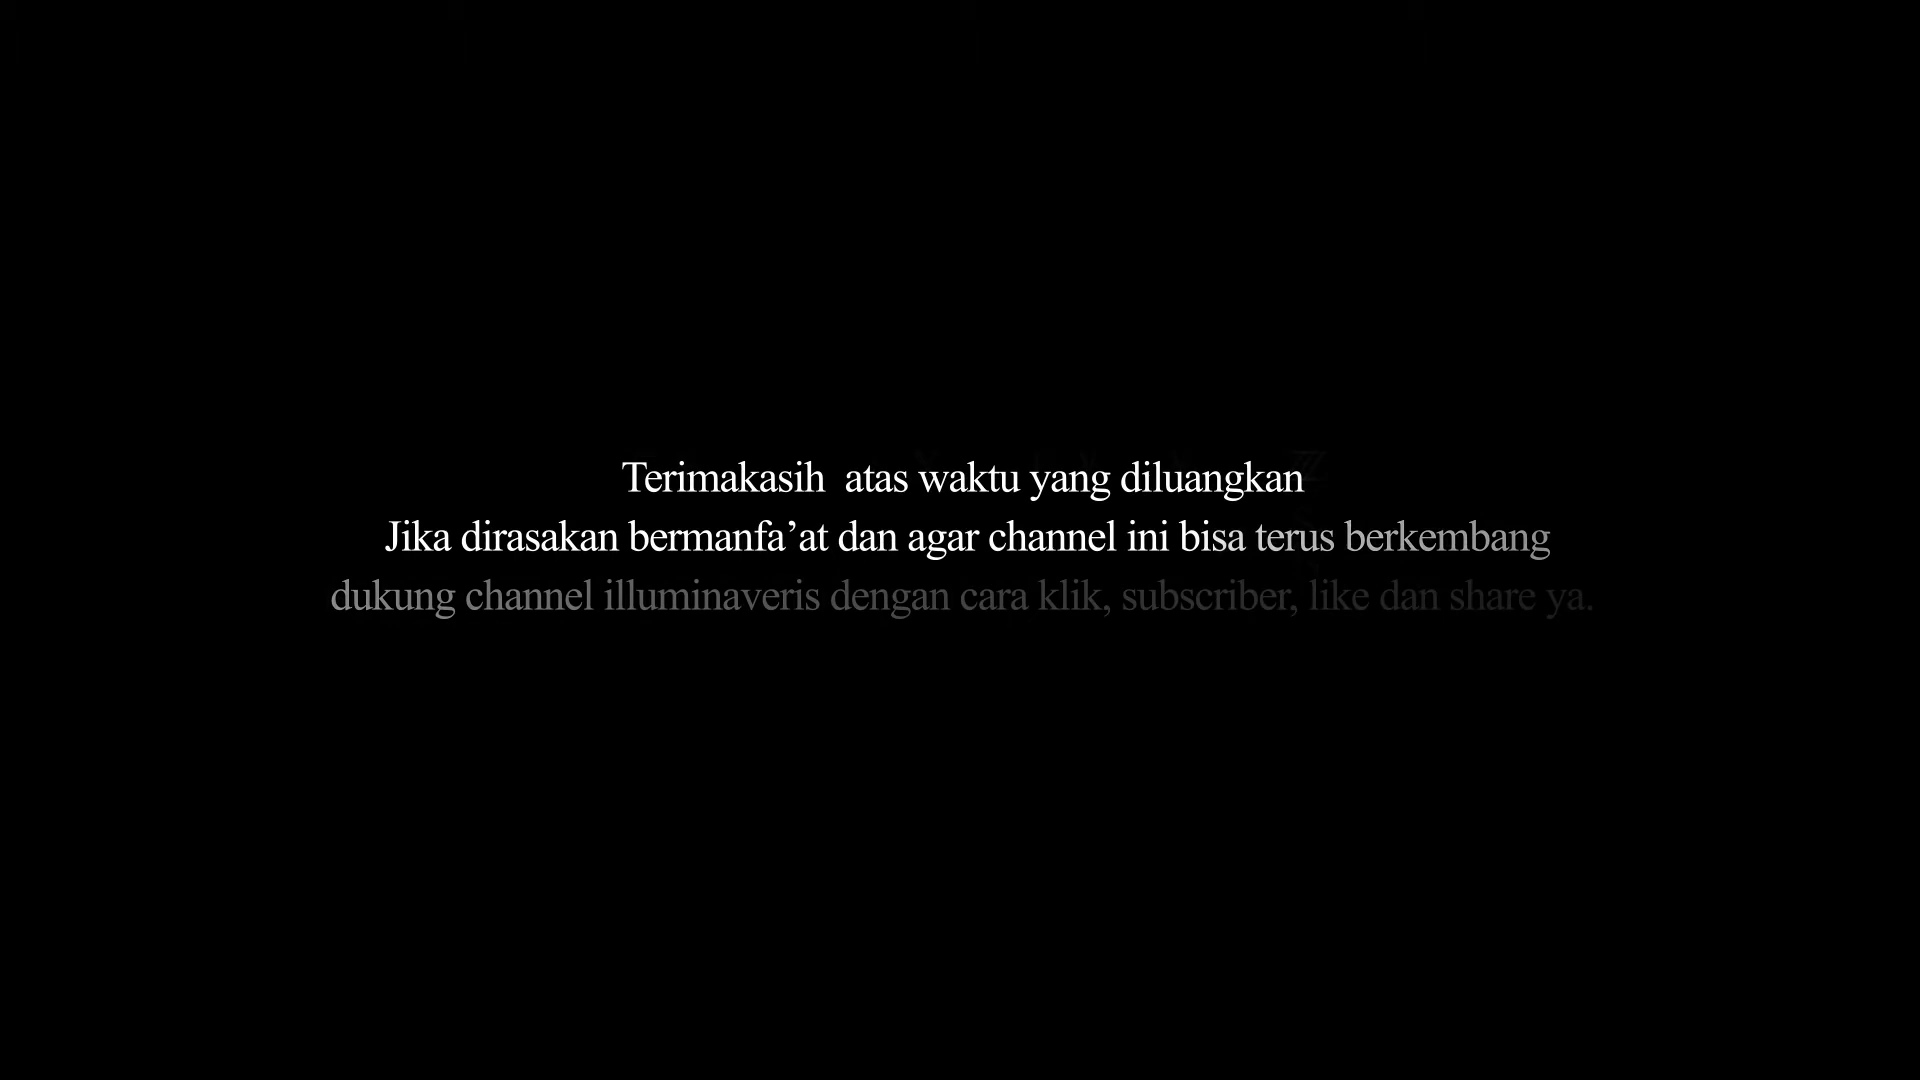 Terimakasih  atas waktu yang diluangkan
Jika dirasakan bermanfa’at dan agar channel ini bisa terus berkembang
dukung channel illuminaveris dengan cara klik, subscriber, like dan share ya.